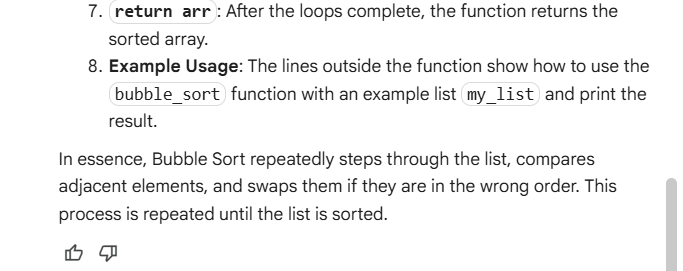 7. return arr: After the loops complete, the function returns the
sorted array.
8. Example Usage: The lines outside the function show how to use the
bubble_sort function with an example list my_list and print the
result.
In essence, Bubble Sort repeatedly steps through the list, compares
adjacent elements, and swaps them if they are in the wrong order. This
process is repeated until the list is sorted.